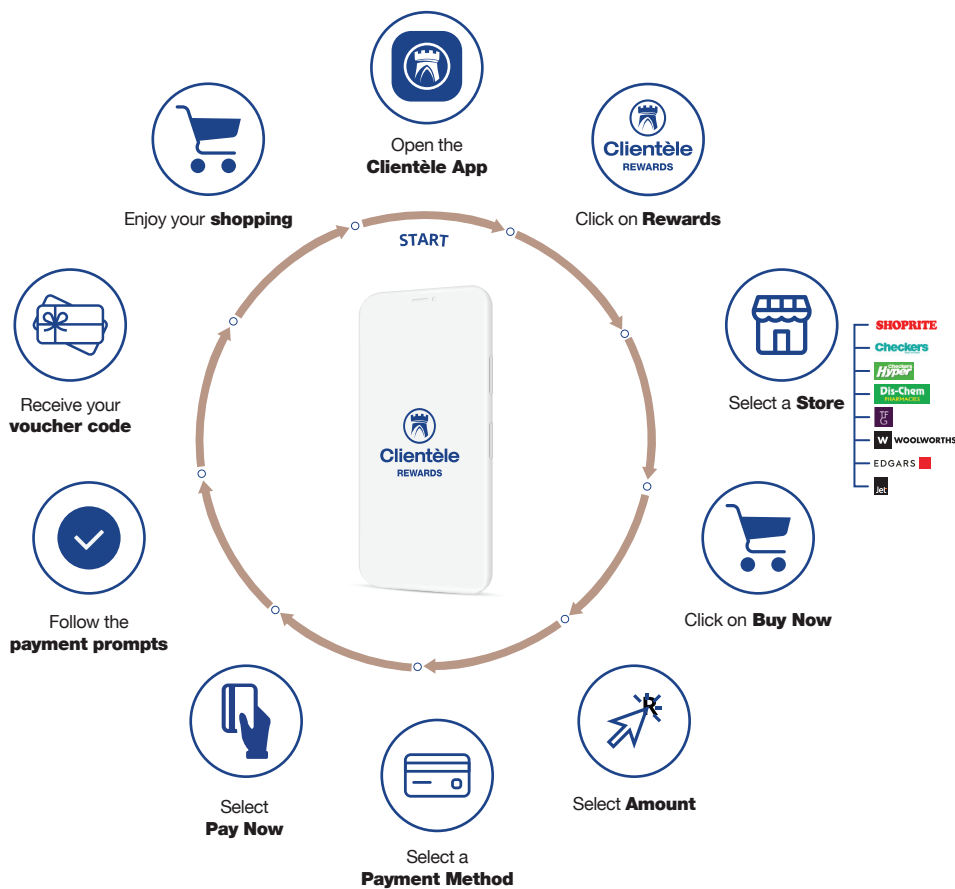 Open the
Clientèle App
Clientèle
REWARDS
Click on Rewards
Enjoy your shopping
START
SHOPRITE
Checkers
Checkers
Hyper
Dis-Chem
PHARMACIES
TFG
W WOOLWORTHS
EDGARS
Jet
Select a Store
Receive your
voucher code
Clientèle
REWARDS
Click on Buy Now
Follow the
payment prompts
R
Select Amount
Select
Pay Now
Select a
Payment Method